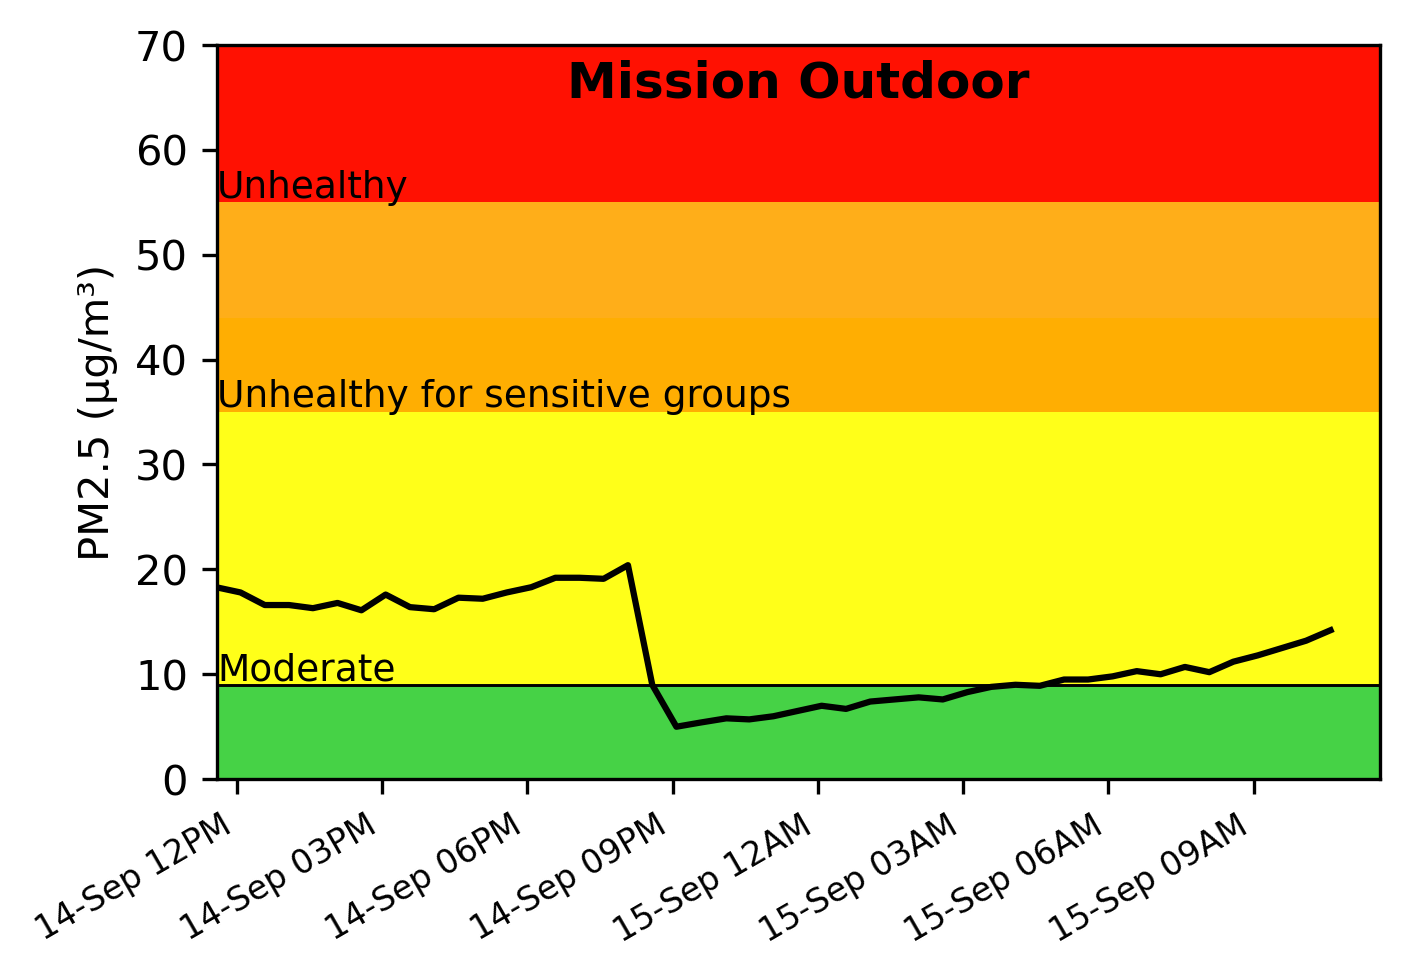 Mission Outdoor
PM2.5 (µg/m³)
70
60
Unhealthy
50
40
Unhealthy for sensitive groups
30
20
10
Moderate
0
14-Sep 12PM
14-Sep 03PM
14-Sep 06PM
14-Sep 09PM
15-Sep 12AM
15-Sep 03AM
15-Sep 06AM
15-Sep 09AM